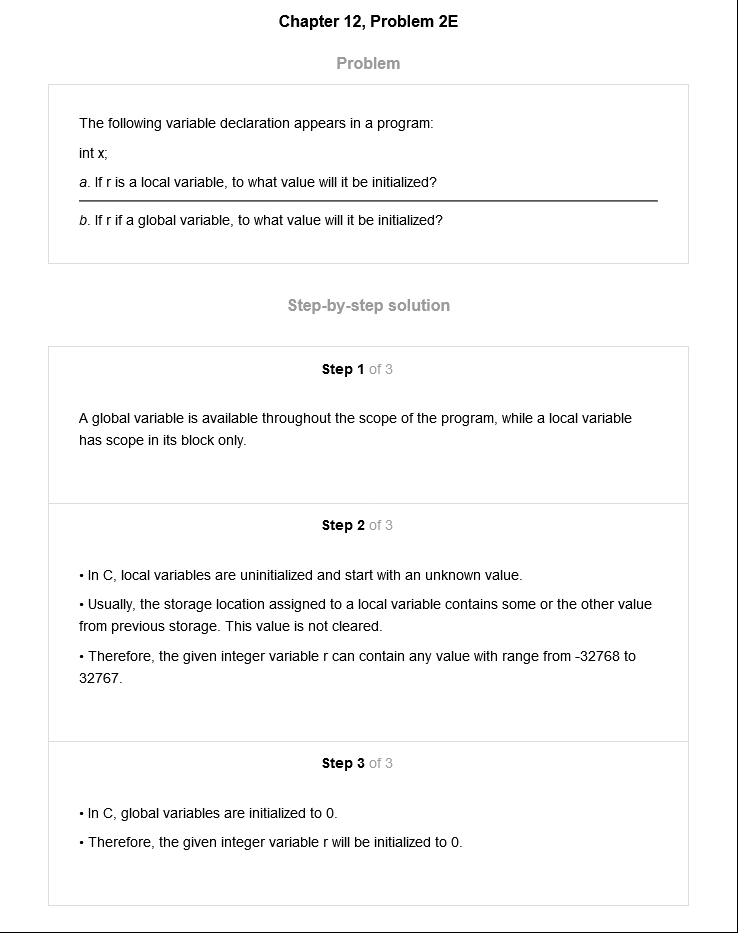 Chapter 12, Problem 2E
Problem
The following variable declaration appears in a program:
int x;
a. If r is a local variable, to what value will it be initialized?
b. If r if a global variable, to what value will it be initialized?
Step-by-step solution
Step 1 of 3
A global variable is available throughout the scope of the program, while a local variable
has scope in its block only.
Step 2 of 3
• In C, local variables are uninitialized and start with an unknown value.
• Usually, the storage location assigned to a local variable contains some or the other value
from previous storage. This value is not cleared.
• Therefore, the given integer variable r can contain any value with range from -32768 to
32767.
Step 3 of 3
• In C, global variables are initialized to 0.
• Therefore, the given integer variable r will be initialized to 0.